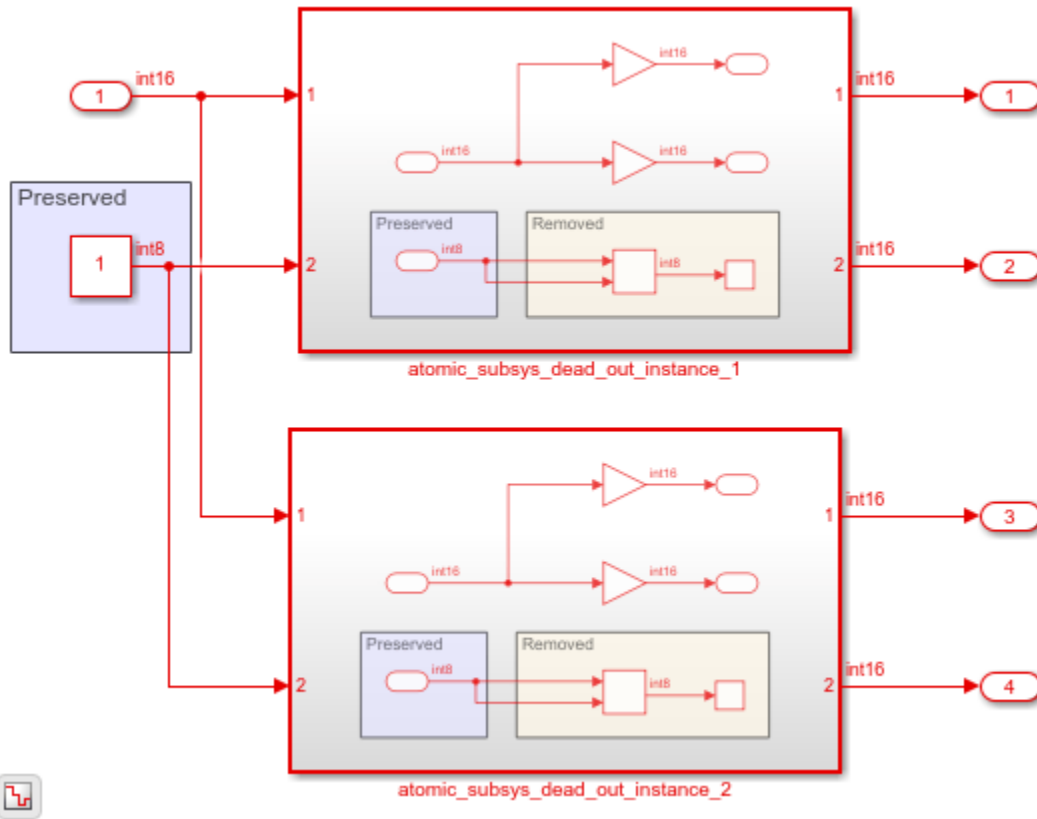 int16
int16
1
1
1
int16
1
int16
int16
Preserved
Preserved
Removed
1
int8
2
int8
int8
int16
2
2
atomic_subsys_dead_out_instance_1
int16
int16
1
1
3
int16
int16
Preserved
Removed
int8
int8
int16
2
2
4
atomic_subsys_dead_out_instance_2